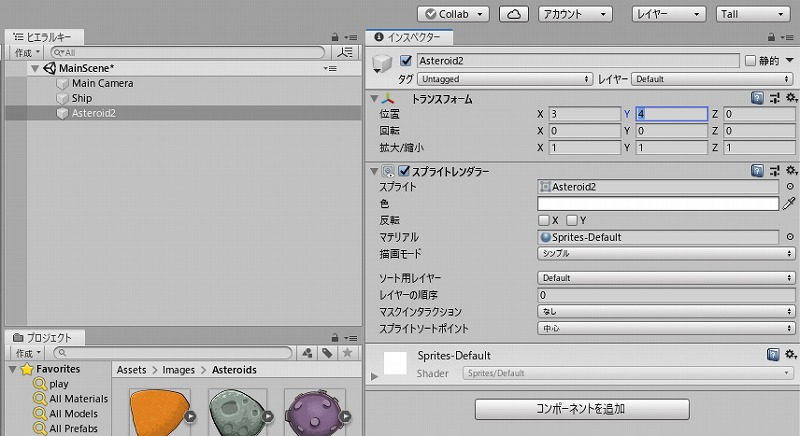 Collab アカウント レイヤー Tall
ヒエラルキー
作成 All
MainScene*
Main Camera
Ship
Asteroid2
インスペクター
Asteroid2 静的
タグ Untagged レイヤー Default
トランスフォーム
位置 X 3 Y 4 Z 0
回転 X 0 Y 0 Z 0
拡大/縮小 X 1 Y 1 Z 1
スプライトレンダラー
スプライト Asteroid2
色
反転 X Y
マテリアル Sprites-Default
描画モード シンプル
ソート用レイヤー Default
レイヤーの順序 0
マスクインタラクション なし
スプライトソートポイント 中心
Sprites-Default
Shader Sprites/Default
コンポーネントを追加
プロジェクト
作成
Favorites
play
All Materials
All Models
All Prefabs
Assets Images Asteroids